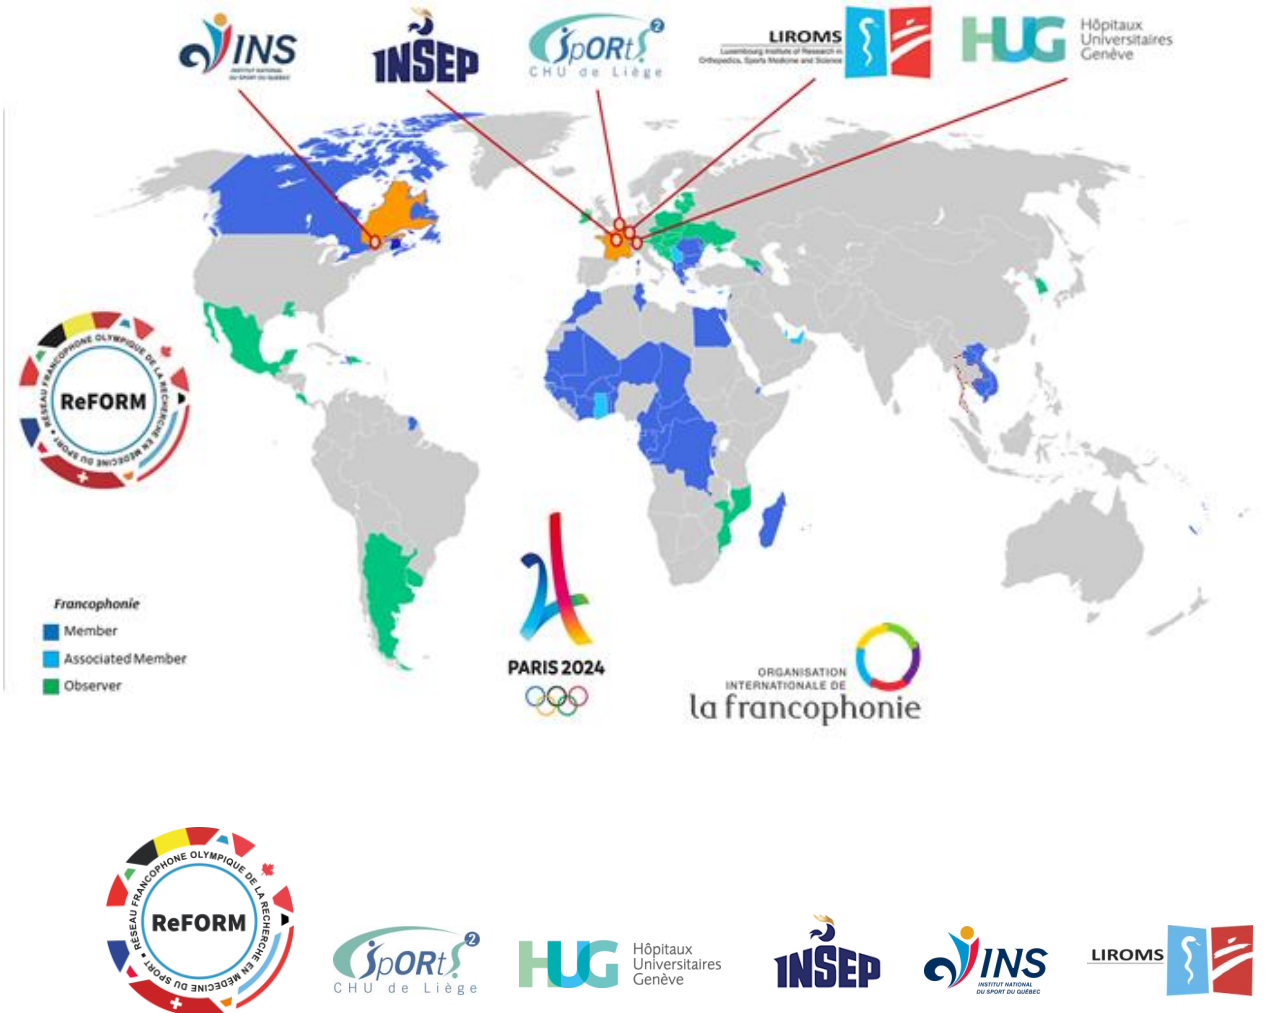 INS
INSTITUT NATIONAL
DU SPORT DU QUÉBEC
INSEP
SpORtS²
CHU de Liège
LIROMS
Luxembourg Institute of Research in
Orthopedics, Sports Medicine and Science
HUG
Hôpitaux
Universitaires
Genève
RÉSEAU FRANCOPHONE OLYMPIQUE DE LA RECHERCHE EN MÉDECINE DU SPORT •
ReFORM
Francophonie
Member
Associated Member
Observer
PARIS 2024
ORGANISATION
INTERNATIONALE DE
la francophonie
RÉSEAU FRANCOPHONE OLYMPIQUE DE LA RECHERCHE EN MÉDECINE DU SPORT •
ReFORM
SpORtS²
CHU de Liège
HUG
Hôpitaux
Universitaires
Genève
INSEP
INS
INSTITUT NATIONAL
DU SPORT DU QUÉBEC
LIROMS